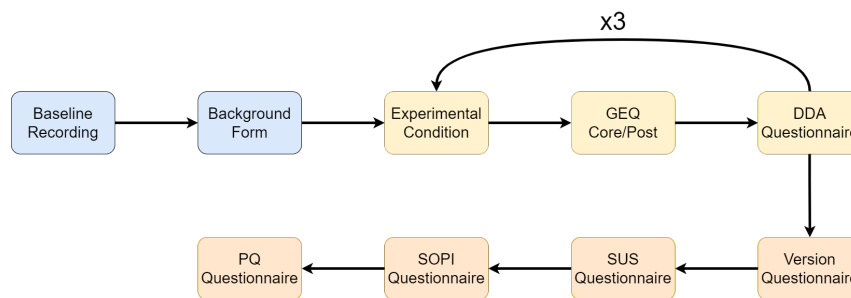 x3
Baseline
Recording
Background
Form
Experimental
Condition
GEQ
Core/Post
DDA
Questionnaire
PQ
Questionnaire
SOPI
Questionnaire
SUS
Questionnaire
Version
Questionnaire